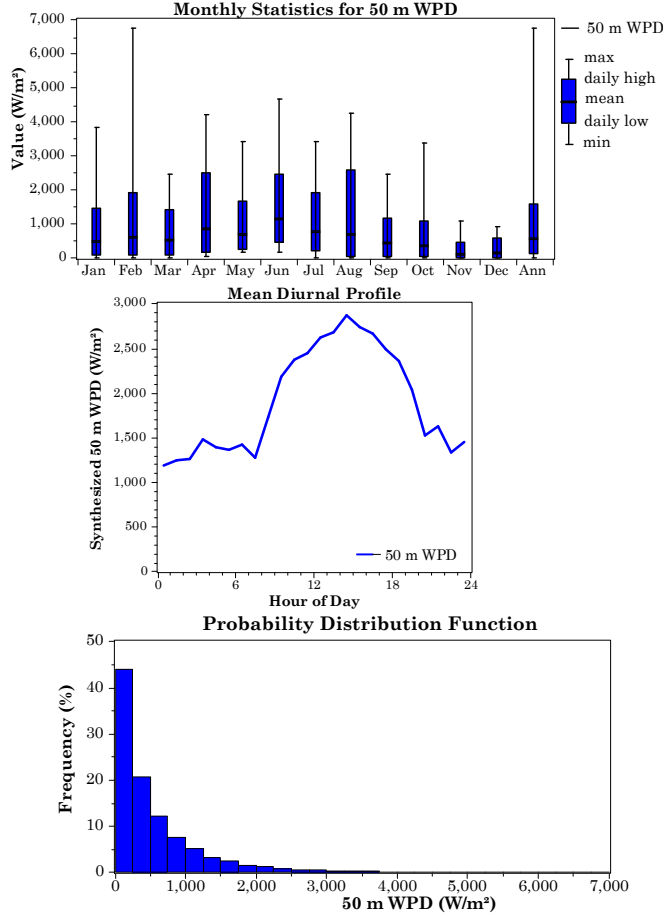 Monthly Statistics for 50 m WPD
7,000
6,000
5,000
4,000
3,000
2,000
1,000
0
Value (W/m²)
Jan Feb Mar Apr May Jun Jul Aug Sep Oct Nov Dec Ann
50 m WPD
max
daily high
mean
daily low
min
Mean Diurnal Profile
3,000
2,500
2,000
1,500
1,000
500
0
Synthesized 50 m WPD (W/m²)
50 m WPD
0 6 12 18 24
Hour of Day
Probability Distribution Function
50
40
30
20
10
0
Frequency (%)
0 1,000 2,000 3,000 4,000 5,000 6,000 7,000
50 m WPD (W/m²)